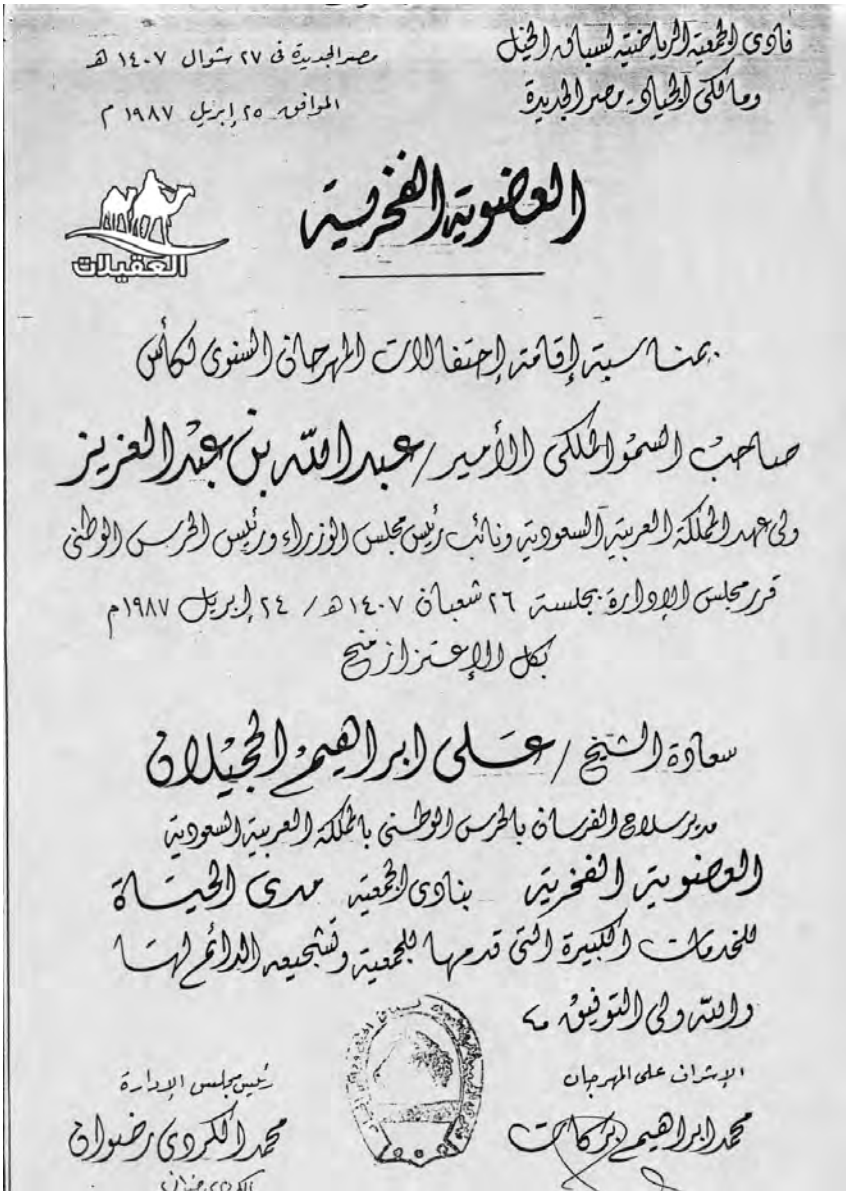 نادى الجمعية الرياضية لسباق الخيل
ومالكى الجياد - مصر الجديدة
مصر الجديدة فى ٢٧ شوال ١٤٠٧ هـ
الموافق ٢٥ إبريل ١٩٨٧ م
العضوية الفخرية
العقيلات
بمناسبة إقامة إحتفالات المهرجان السنوى لكأس
صاحب السمو الملكى الأمير / عبد الله بن عبد العزيز
ولى عهد المملكة العربية السعودية ونائب رئيس مجلس الوزراء ورئيس الحرس الوطنى
قرر مجلس الإدارة بجلسة ٢٦ شعبان ١٤٠٧ هـ / ٢٤ إبريل ١٩٨٧ م
بكل الإعتزاز منح
سعادة الشيخ / على ابراهيم الجيلان
مدير سلاح الفرسان بالحرس الوطنى بالمملكة العربية السعودية
العضوية الفخرية بنادى الجمعية مدى الحياة
للخدمات الكبيرة التى قدمها للجمعية وتشجيعه الدائم لها
والله ولى التوفيق
الإشراف على المهرجان
محمد ابراهيم بركات
رئيس مجلس الإدارة
محمد الكردى رضوان